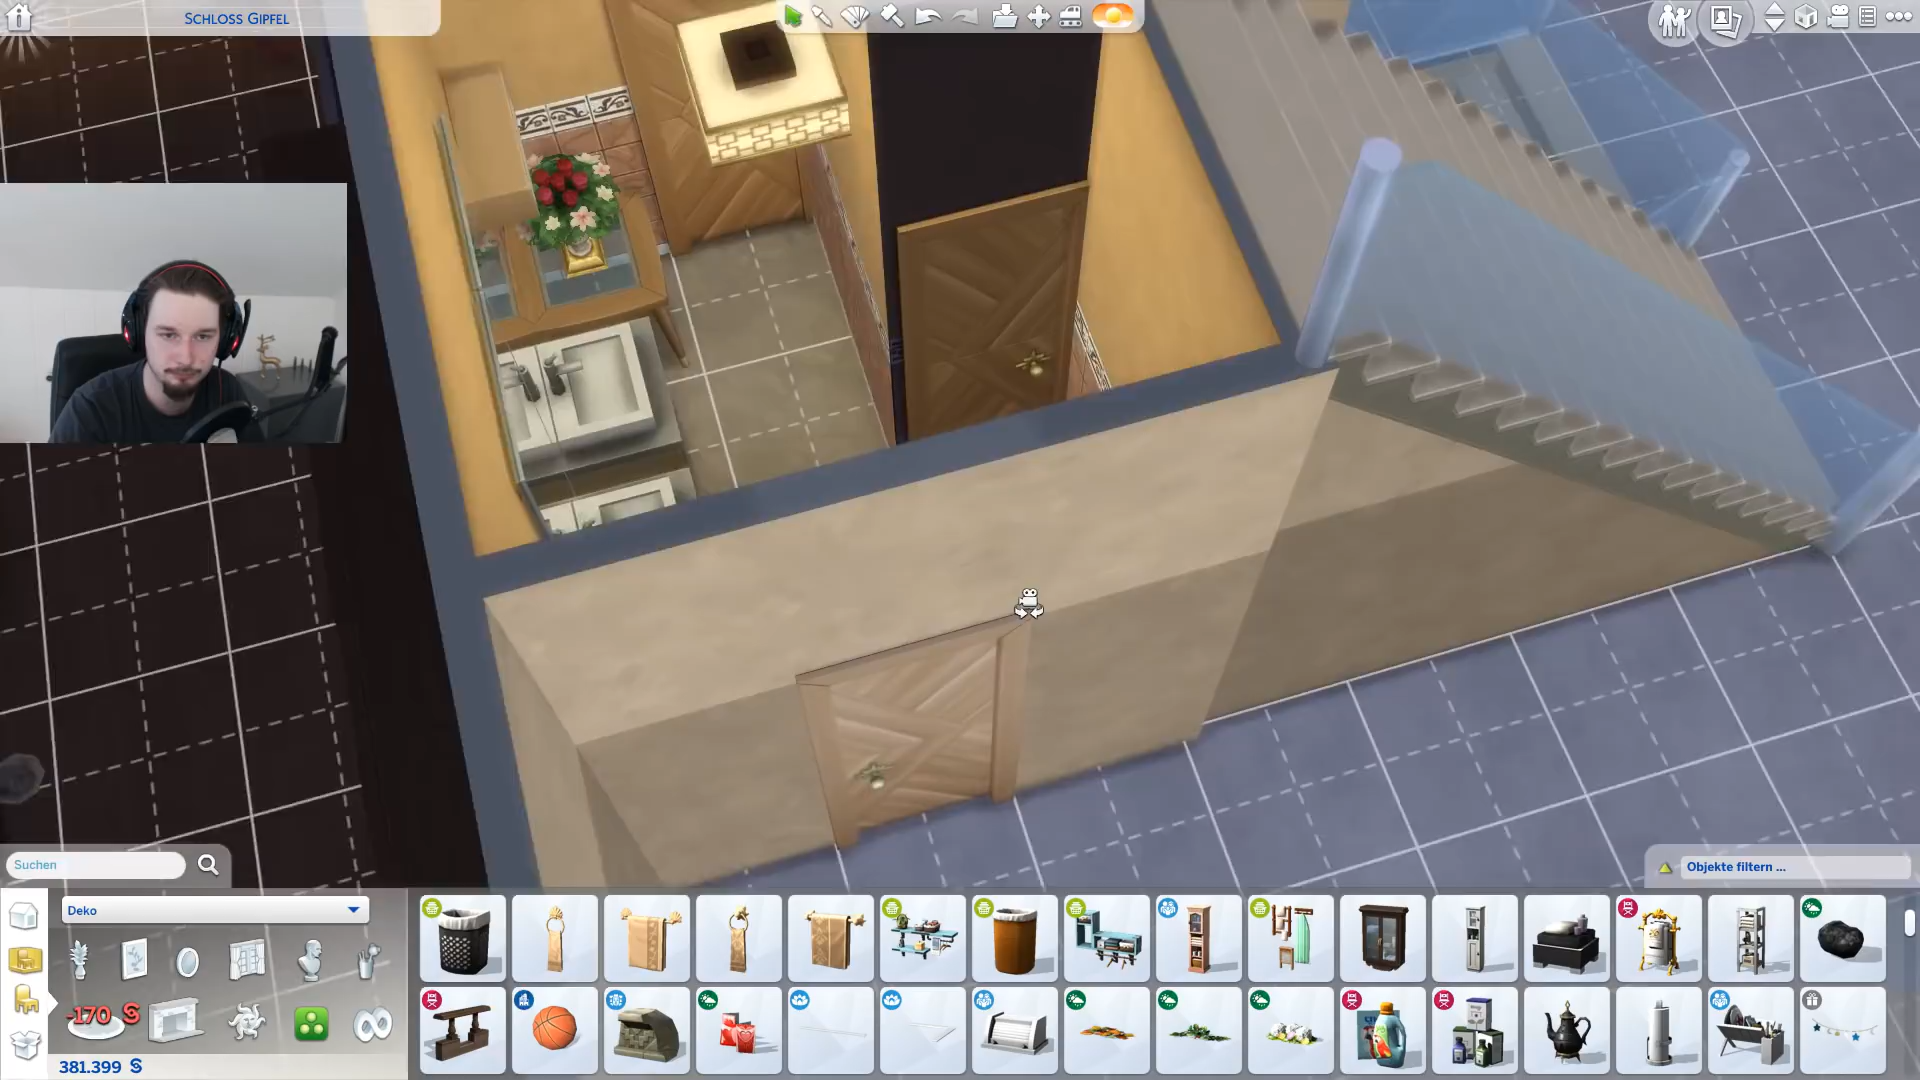 SCHLOSS GIPFEL
Suchen
Objekte filtern ...
Deko
-170 S
381.399 S